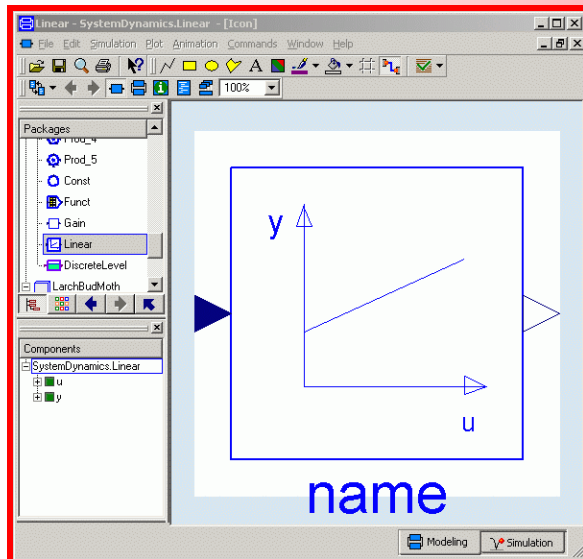 Linear - SystemDynamics.Linear - [Icon]
File Edit Simulation Plot Animation Commands Window Help
A
100%
Packages
Prod_4
Prod_5
Const
Funct
Gain
Linear
DiscreteLevel
LarchBudMoth
Components
SystemDynamics.Linear
u
y
y
u
name
Modeling Simulation